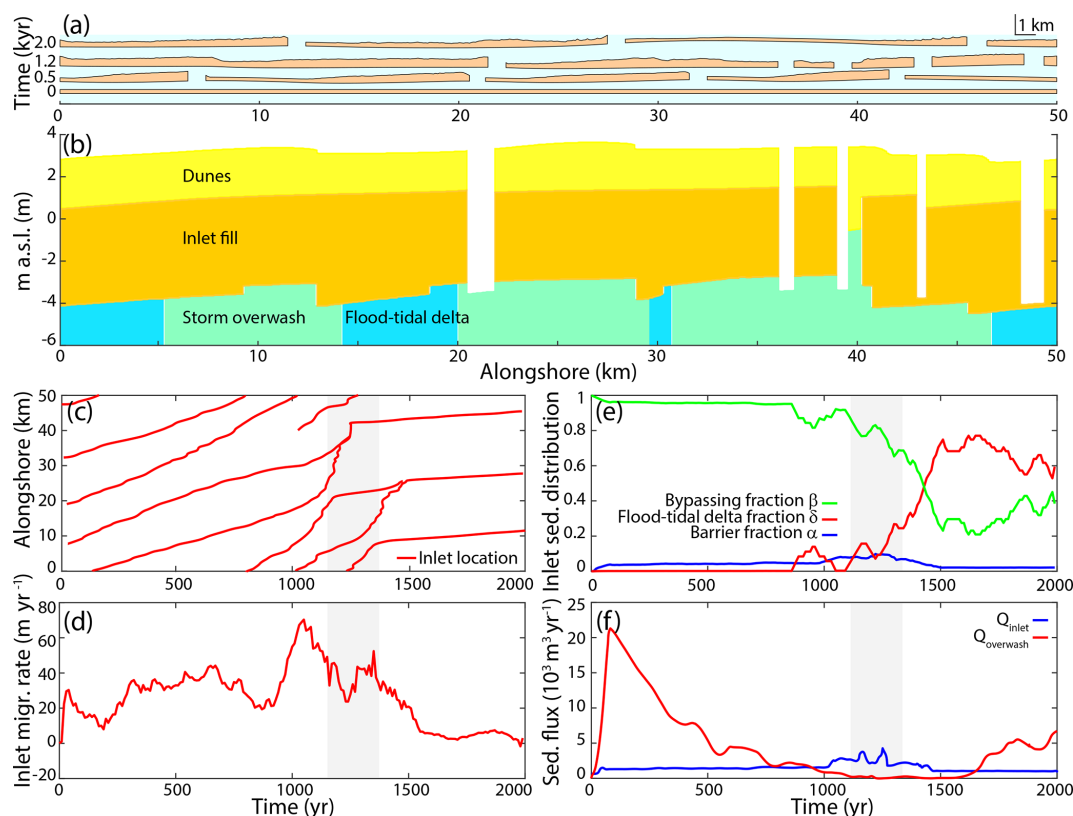 (a)
1 km
Time (kyr)
2.0
1.2
0.5
0
0 10 20 30 40 50
(b)
m a.s.l. (m)
4
2
0
-2
-4
-6
Dunes
Inlet fill
Storm overwash
Flood-tidal delta
0 10 20 30 40 50
Alongshore (km)
(c)
Alongshore (km)
50
40
30
20
10
0
Inlet location
0 500 1000 1500 2000
(d)
Inlet migr. rate (m yr⁻¹)
80
60
40
20
0
-20
0 500 1000 1500 2000
Time (yr)
(e)
Inlet sed. distribution
1
0.8
0.6
0.4
0.2
0
Bypassing fraction β
Flood-tidal delta fraction δ
Barrier fraction α
0 500 1000 1500 2000
(f)
Sed. flux (10³ m³ yr⁻¹)
25
20
15
10
5
0
Qinlet
Qoverwash
0 500 1000 1500 2000
Time (yr)